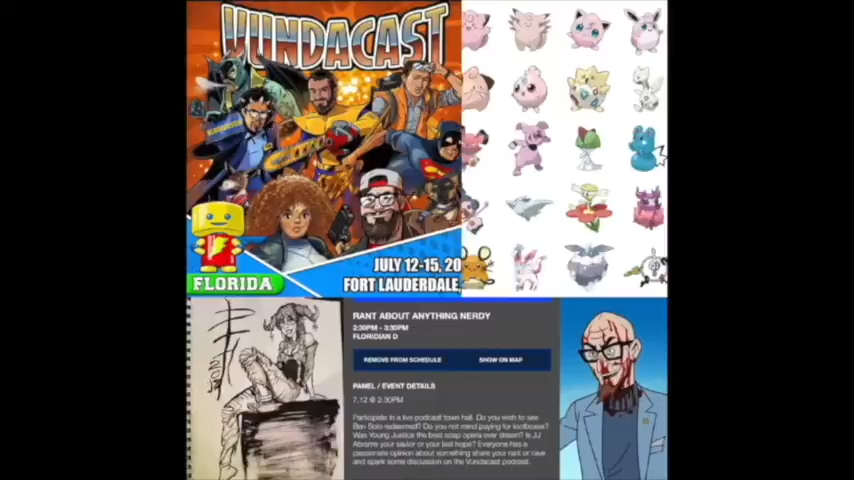 VUNDACAST
FLORIDA
JULY 12-15, 20
FORT LAUDERDALE,
RANT ABOUT ANYTHING NERDY
2:30PM - 3:30PM
FLORIDIAN D
REMOVE FROM SCHEDULE
SHOW ON MAP
PANEL / EVENT DETAILS
7.12 @ 2:30PM
Participate in a live podcast town hall. Do you wish to see
Ben Solo redeemed? Do you not mind paying for lootboxes?
Was Young Justice the best soap opera ever drawn? Is JJ
Abrams your savior or your last hope? Everyone has a
passionate opinion about something share your rant or rave
and spark some discussion on the Vundacast podcast.